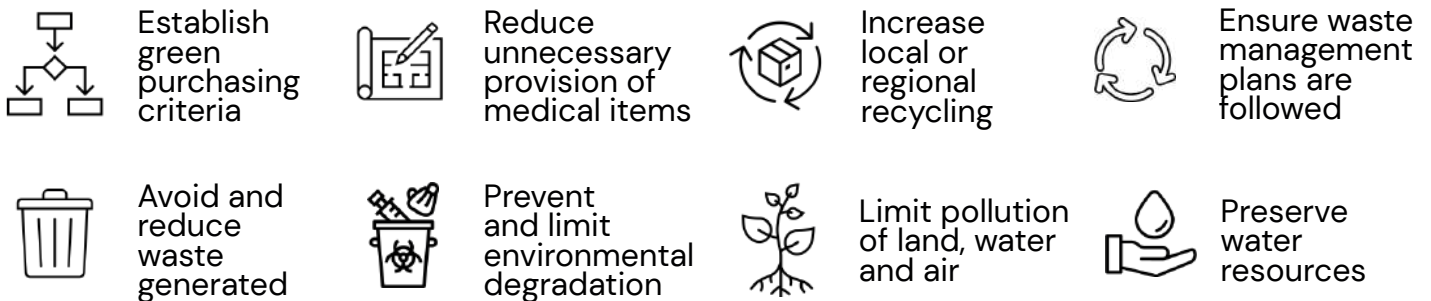 Establish
green
purchasing
criteria
Reduce
unnecessary
provision of
medical items
Increase
local or
regional
recycling
Ensure waste
management
plans are
followed
Avoid and
reduce
waste
generated
Prevent
and limit
environmental
degradation
Limit pollution
of land, water
and air
Preserve
water
resources